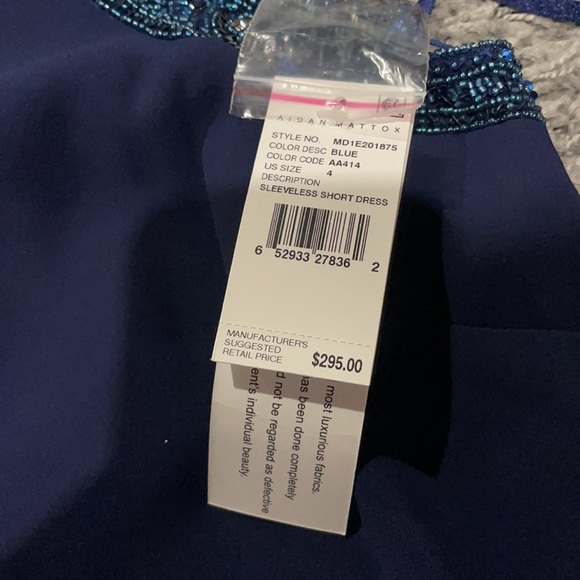 AIDAN MATTOX
STYLE NO. MD1E201875
COLOR DESC BLUE
COLOR CODE AA414
US SIZE 4
DESCRIPTION
SLEEVELESS SHORT DRESS
6 52933 27836 2
MANUFACTURER'S
SUGGESTED
RETAIL PRICE $295.00
most luxurious fabrics.
has been done completely
not be regarded as defective
individual beauty.